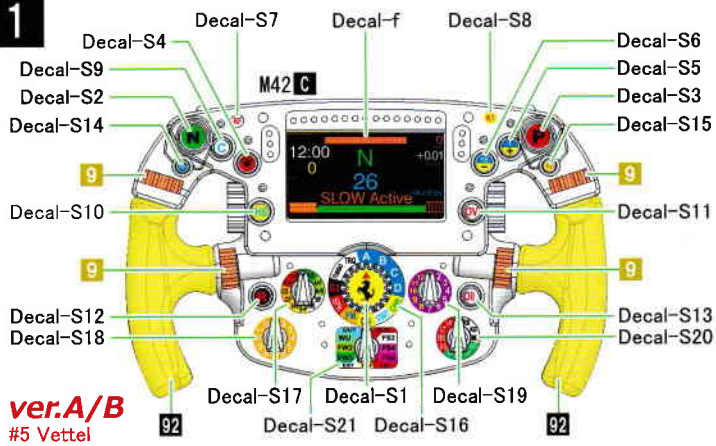 1
Decal-S7
Decal-f
Decal-S8
Decal-S4
Decal-S6
Decal-S9
Decal-S5
Decal-S2
M42 C
Decal-S3
Decal-S14
Decal-S15
N
C
P
+
-
12:00
N
+0.01
0
26
SLOW Active
9
9
Decal-S10
Decal-S11
9
9
A
B
C
D
Decal-S12
Decal-S13
Decal-S18
Decal-S20
Decal-S17
Decal-S1
Decal-S19
Decal-S21
Decal-S16
ver.A/B
#5 Vettel
92
92